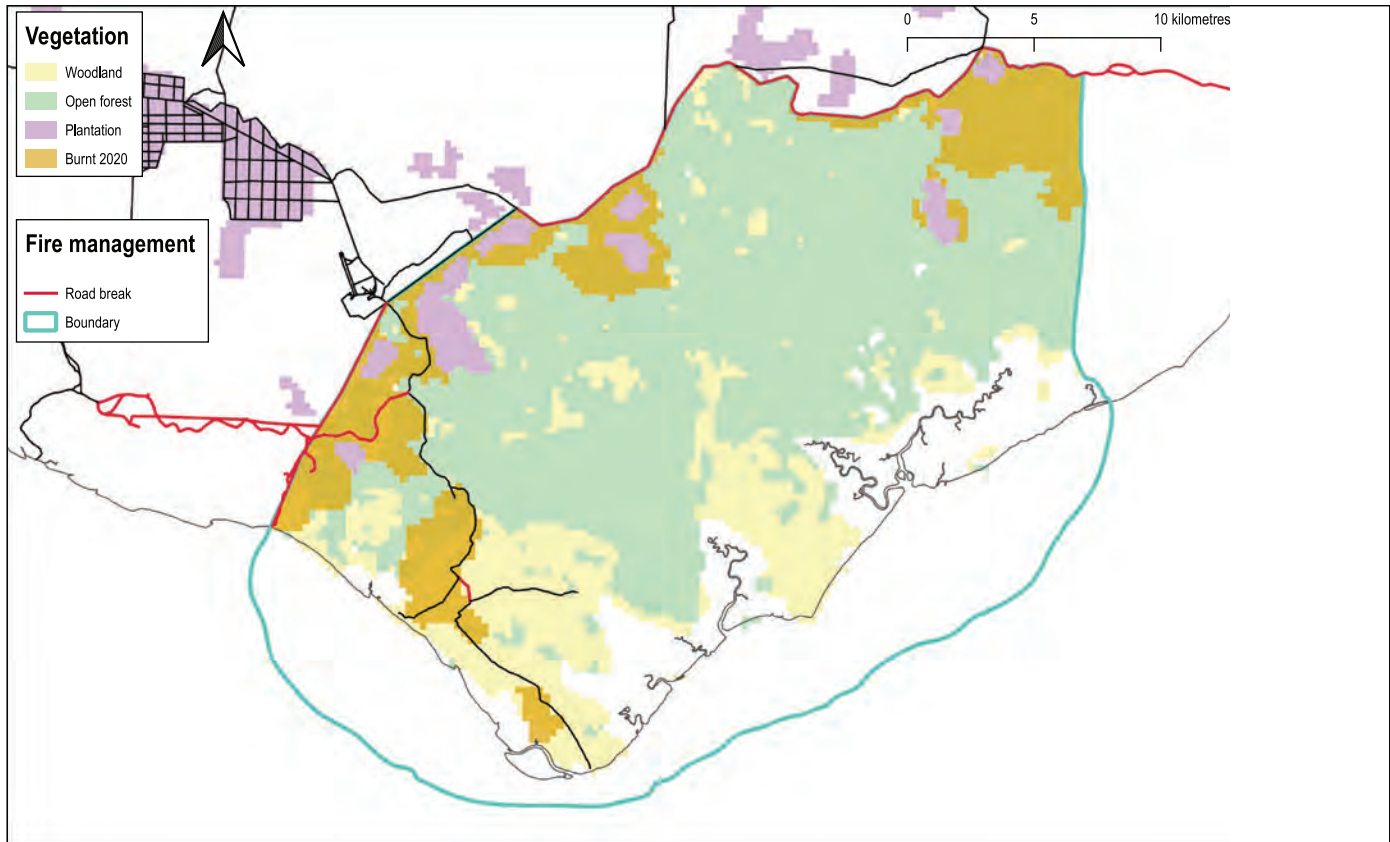 Vegetation
Woodland
Open forest
Plantation
Burnt 2020
Fire management
Road break
Boundary
0 5 10 kilometres